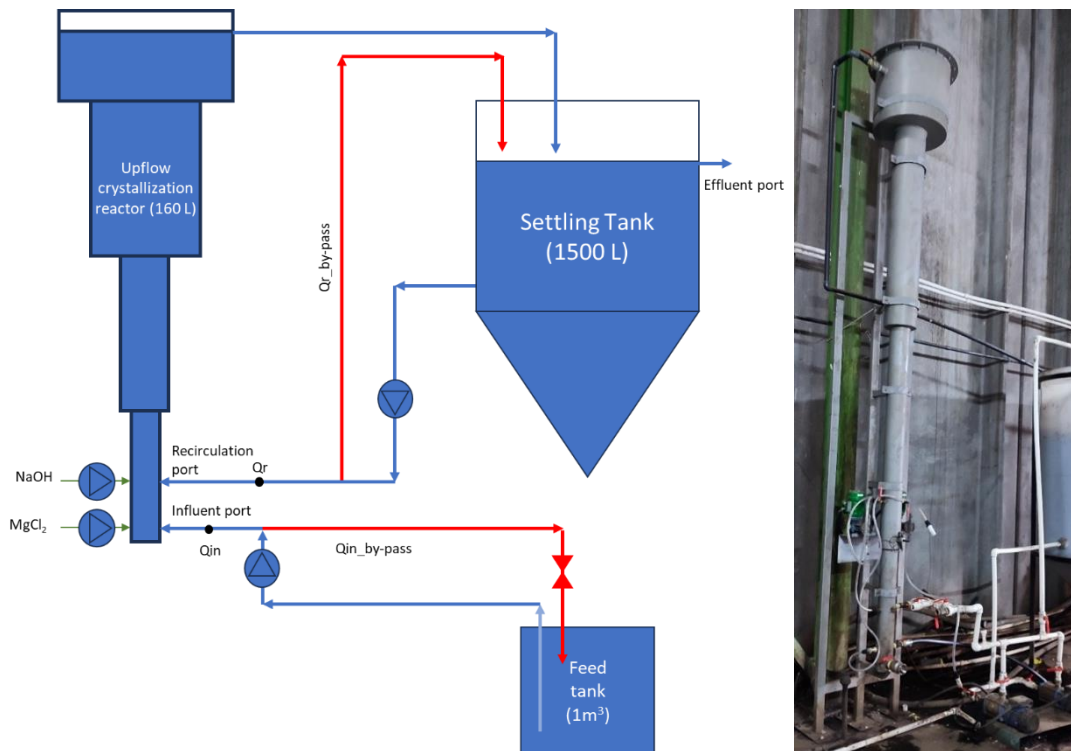 Upflow
crystallization
reactor (160 L)
Qr_by-pass
Settling Tank
(1500 L)
Effluent port
NaOH
MgCl₂
Recirculation
port
Qr
Influent port
Qin
Qin_by-pass
Feed
tank
(1m³)